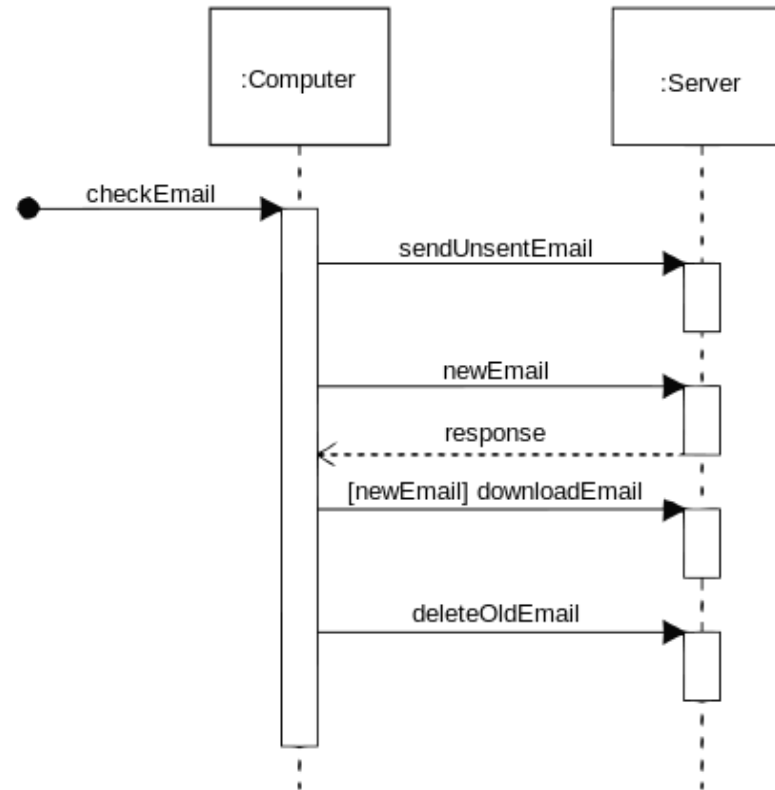 :Computer
:Server
checkEmail
sendUnsentEmail
newEmail
response
[newEmail] downloadEmail
deleteOldEmail